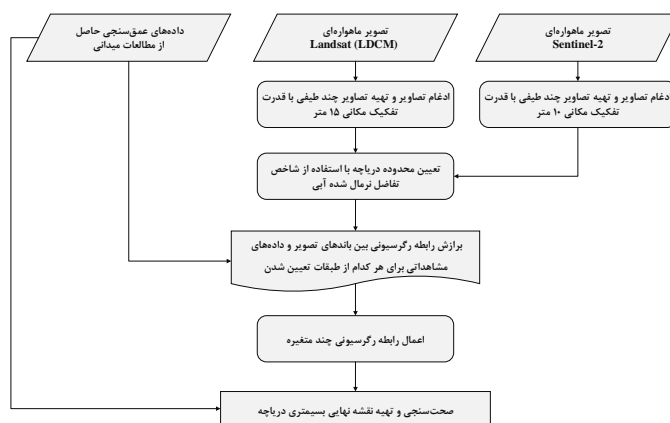 داده‌های عمق‌سنجی حاصل
از مطالعات میدانی
تصویر ماهواره‌ای
Landsat (LDCM)
تصویر ماهواره‌ای
Sentinel-2
ادغام تصاویر و تهیه تصاویر چند طیفی با قدرت
تفکیک مکانی ۱۵ متر
دغام تصاویر و تهیه تصاویر چند طیفی با قدرت
تفکیک مکانی ۱۰ متر
تعیین محدوده دریاچه با استفاده از شاخص
تفاضل نرمال شده آبی
برازش رابطه رگرسیونی بین باندهای تصویر و داده‌های
مشاهداتی برای هر کدام از طبقات تعیین شدن
اعمال رابطه رگرسیونی چند متغیره
صحت‌سنجی و تهیه نقشه نهایی بسیمتری دریاچه